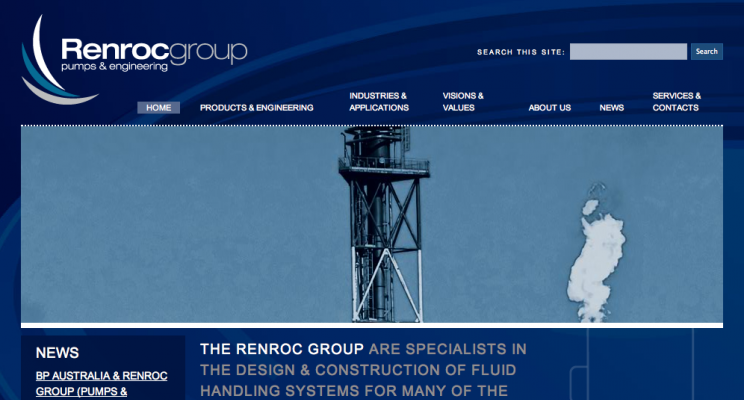 Renrocgroup
pumps & engineering
SEARCH THIS SITE:
Search
HOME
PRODUCTS & ENGINEERING
INDUSTRIES &
APPLICATIONS
VISIONS &
VALUES
ABOUT US
NEWS
SERVICES &
CONTACTS
NEWS
BP AUSTRALIA & RENROC
GROUP (PUMPS &
THE RENROC GROUP ARE SPECIALISTS IN
THE DESIGN & CONSTRUCTION OF FLUID
HANDLING SYSTEMS FOR MANY OF THE